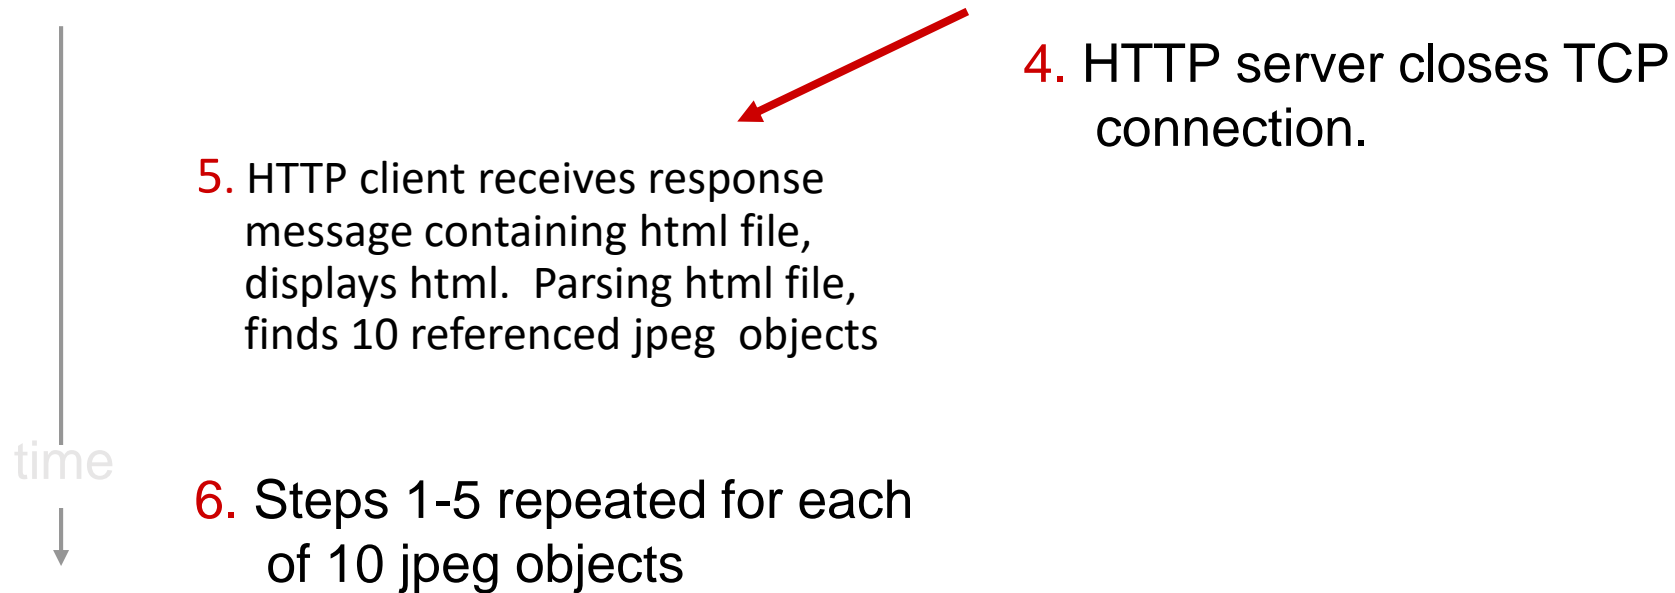 4. HTTP server closes TCP
connection.
5. HTTP client receives response
message containing html file,
displays html.  Parsing html file,
finds 10 referenced jpeg  objects
time
6. Steps 1-5 repeated for each
of 10 jpeg objects